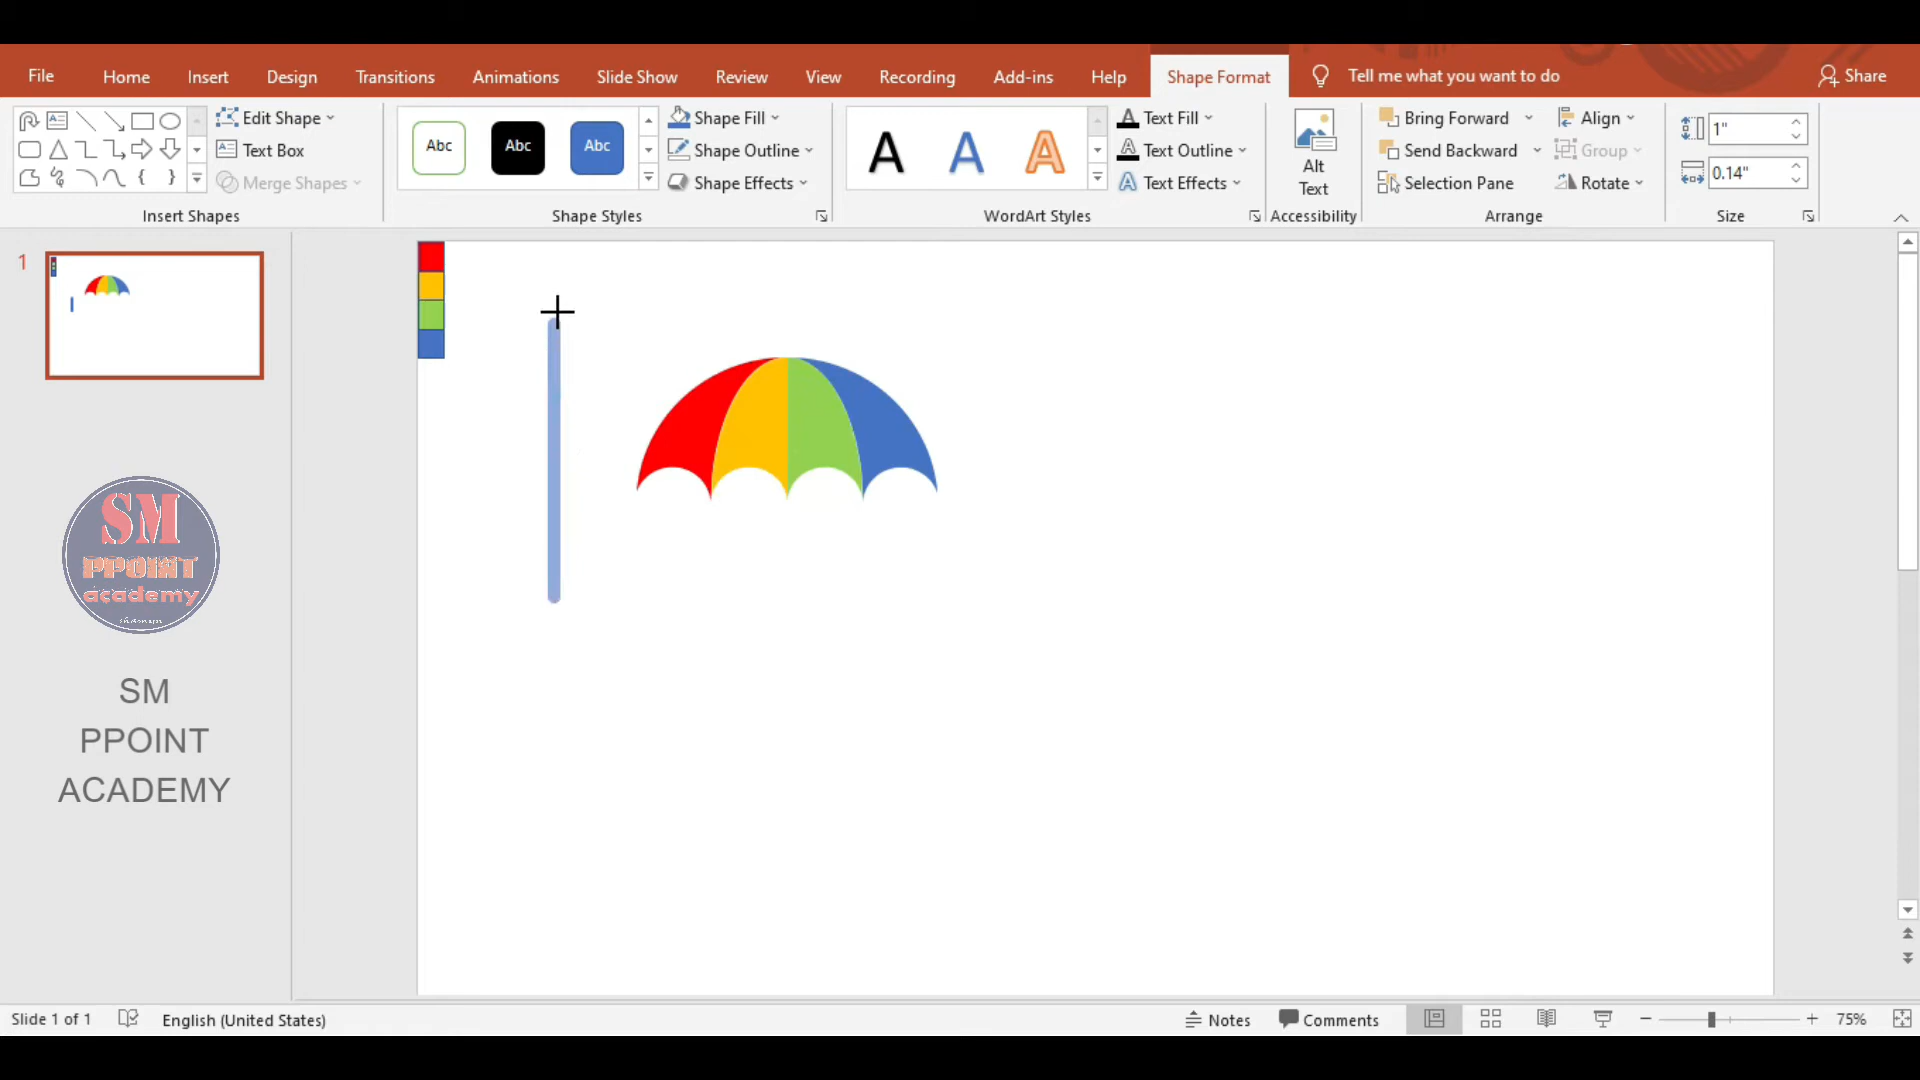 File Home Insert Design Transitions Animations Slide Show Review View Recording Add-ins Help Shape Format Tell me what you want to do Share
Edit Shape
Text Box
Merge Shapes
Insert Shapes
Abc Abc Abc
Shape Fill
Shape Outline
Shape Effects
Shape Styles
A A A
Text Fill
Text Outline
Text Effects
WordArt Styles
Alt
Text
Accessibility
Bring Forward
Send Backward
Selection Pane
Align
Group
Rotate
Arrange
1"
0.14"
Size
1
SM
PPOINT
academy
SM
PPOINT
ACADEMY
Slide 1 of 1 English (United States) Notes Comments 75%